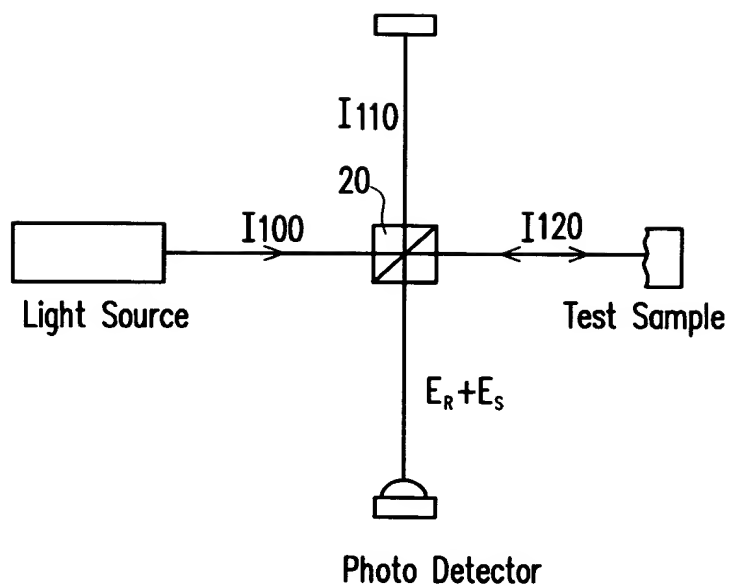 I110
20
I100
I120
Light Source
Test Sample
E_R+E_S
Photo Detector